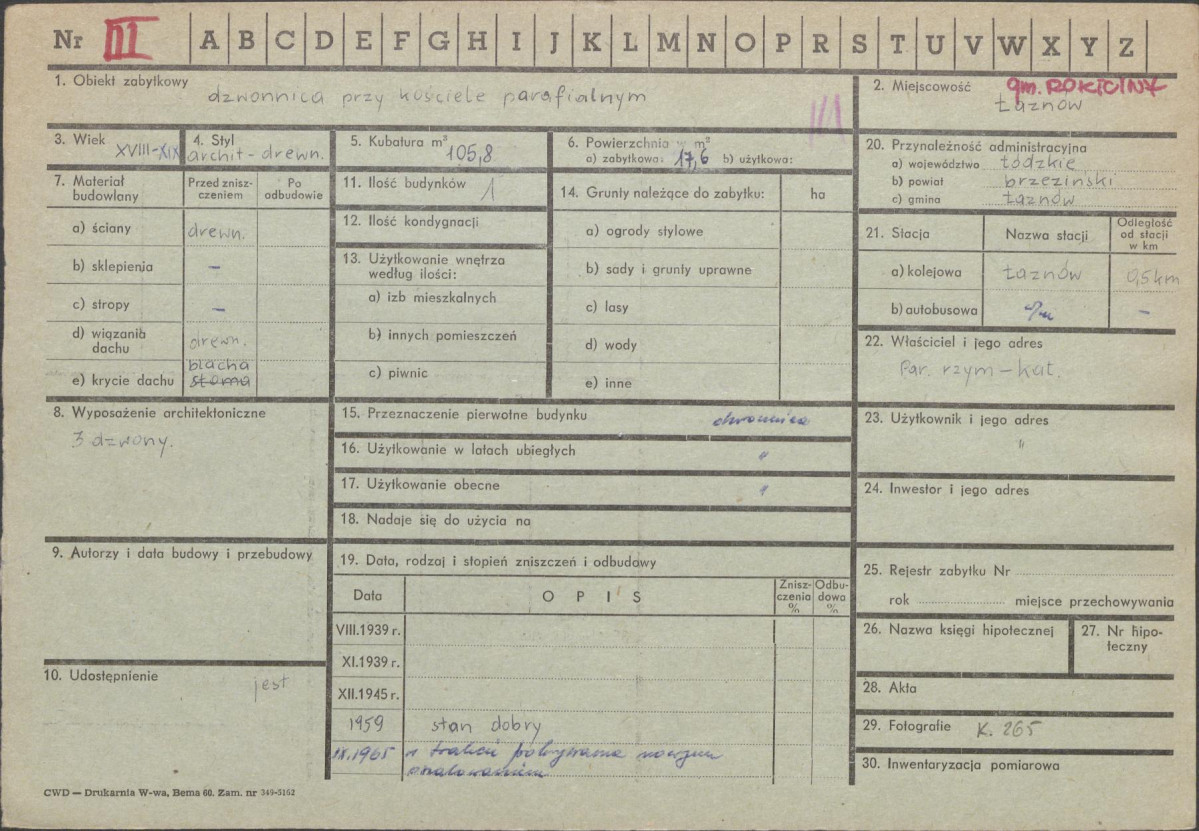 Nr III A B C D E F G H I J K L M N O P R S T U V W X Y Z
1. Obiekt zabytkowy
dzwonnica przy kościele parafialnym
1/1
2. Miejscowość gm. ROKICINY
Łaznów
3. Wiek XVIII-XIX
4. Styl
archit-drewn.
5. Kubatura m³
105,8
6. Powierzchnia w m²
a) zabytkowa: 17,6 b) użytkowa:
7. Materiał budowlany
Przed zniszczeniem
Po odbudowie
a) ściany drewn.
b) sklepienia –
c) stropy –
d) wiązania dachu drewn.
blacha
e) krycie dachu słoma
8. Wyposażenie architektoniczne
3 dzwony.
9. Autorzy i data budowy i przebudowy
10. Udostępnienie
jest
11. Ilość budynków 1
12. Ilość kondygnacji
13. Użytkowanie wnętrza
według ilości:
a) izb mieszkalnych
b) innych pomieszczeń
c) piwnic
14. Grunty należące do zabytku: ha
a) ogrody stylowe
b) sady i grunty uprawne
c) lasy
d) wody
e) inne
15. Przeznaczenie pierwotne budynku
16. Użytkowanie w latach ubiegłych "
17. Użytkowanie obecne "
18. Nadaje się do użycia na
19. Data, rodzaj i stopień zniszczeń i odbudowy
Data OPIS Zniszczenia % Odbudowa %
VIII.1939 r.
XI.1939 r.
XII.1945 r.
1959 stan dobry
IX.1965 w trakcie pokrywania nowym
oszalowaniem
20. Przynależność administracyjna
a) województwo łódzkie
b) powiat brzeziński
c) gmina Łaznów
21. Stacja Nazwa stacji Odległość od stacji w km
a) kolejowa Łaznów 0,5 km
b) autobusowa –
22. Właściciel i jego adres
Par. rzym-kat.
23. Użytkownik i jego adres
"
24. Inwestor i jego adres
25. Rejestr zabytku Nr
rok miejsce przechowywania
26. Nazwa księgi hipotecznej
27. Nr hipoteczny
28. Akta
29. Fotografie K. 265
30. Inwentaryzacja pomiarowa
CWD — Drukarnia W-wa, Bema 60. Zam. nr 349-5162